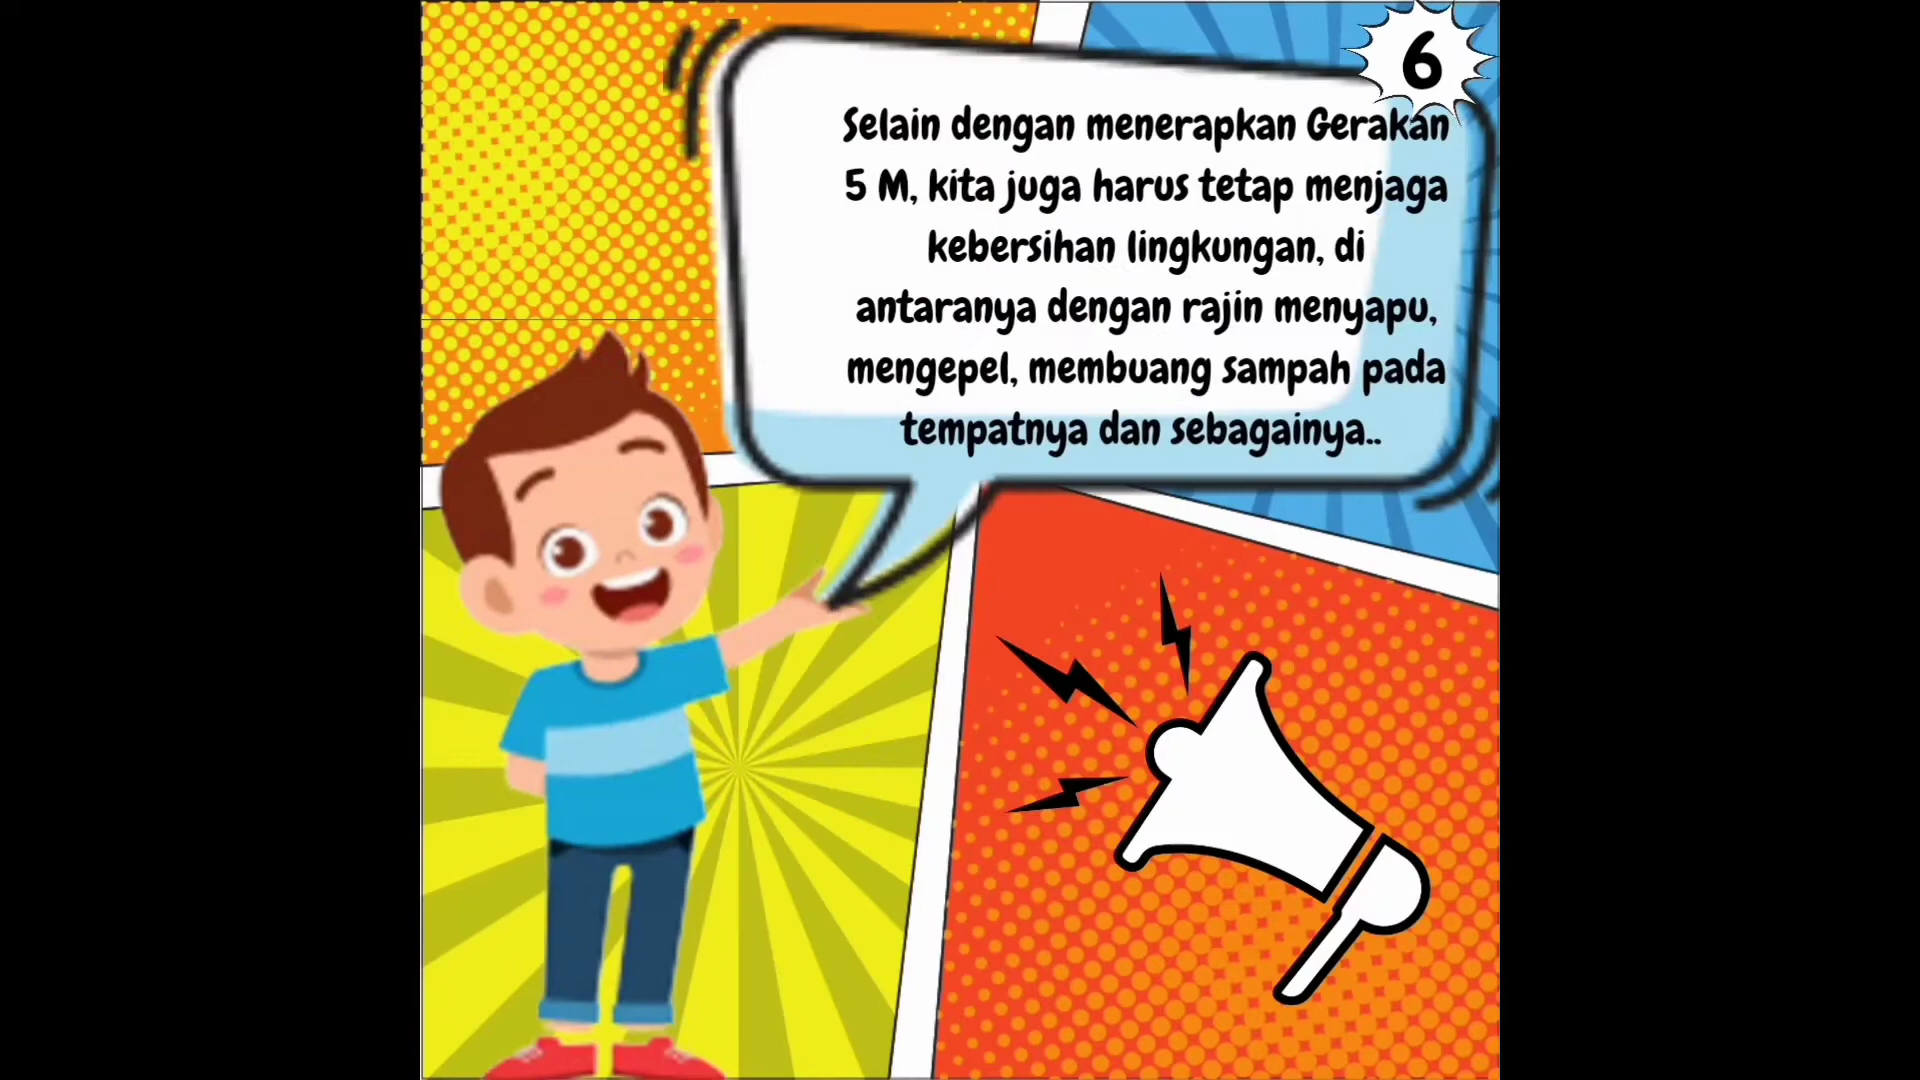 6
Selain dengan menerapkan Gerakan
5 M, kita juga harus tetap menjaga
kebersihan lingkungan, di
antaranya dengan rajin menyapu,
mengepel, membuang sampah pada
tempatnya dan sebagainya..